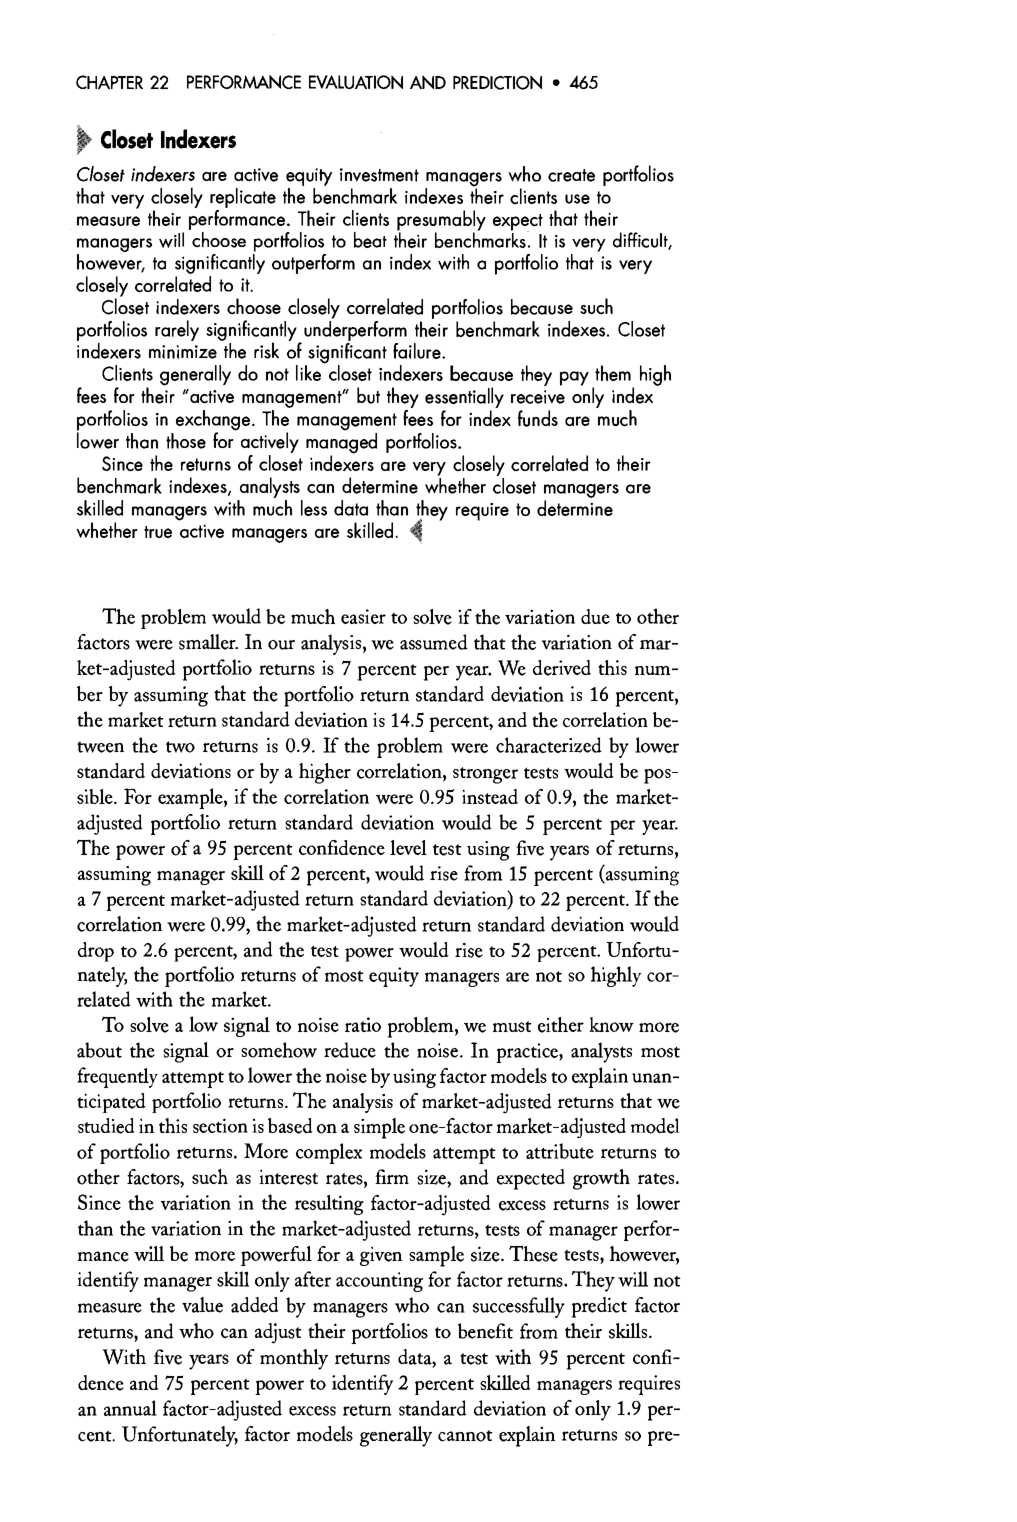 CHAPTER 22 PERFORMANCE EVALUATION AND PREDICTION • 465
Closet Indexers
Closet indexers are active equity investment managers who create portfolios
that very closely replicate the benchmark indexes their clients use to
measure their performance. Their clients presumably expect that their
managers will choose portfolios to beat their benchmarks. It is very difficult,
however, ta significantly outperform an index with a portfolio that is very
closely correlated to it.
Closet indexers choose closely correlated portfolios because such
portfolios rarely significantly underperform their benchmark indexes. Closet
indexers minimize the risk of significant failure.
Clients generally do not like closet indexers because they pay them high
fees for their "active management" but they essentially receive only index
portfolios in exchange. The management fees for index funds are much
lower than those for actively managed portfolios.
Since the returns of closet indexers are very closely correlated to their
benchmark indexes, analysts can determine whether closet managers are
skilled managers with much less data than they require to determine
whether true active managers are skilled.
The problem would be much easier to solve if the variation due to other
factors were smaller. In our analysis, we assumed that the variation of mar-
ket-adjusted portfolio returns is 7 percent per year. We derived this num-
ber by assuming that the portfolio return standard deviation is 16 percent,
the market return standard deviation is 14.5 percent, and the correlation be-
tween the two returns is 0.9. If the problem were characterized by lower
standard deviations or by a higher correlation, stronger tests would be pos-
sible. For example, if the correlation were 0.95 instead of 0.9, the market-
adjusted portfolio return standard deviation would be 5 percent per year.
The power of a 95 percent confidence level test using five years of returns,
assuming manager skill of 2 percent, would rise from 15 percent (assuming
a 7 percent market-adjusted return standard deviation) to 22 percent. If the
correlation were 0.99, the market-adjusted return standard deviation would
drop to 2.6 percent, and the test power would rise to 52 percent. Unfortu-
nately, the portfolio returns of most equity managers are not so highly cor-
related with the market.
To solve a low signal to noise ratio problem, we must either know more
about the signal or somehow reduce the noise. In practice, analysts most
frequently attempt to lower the noise by using factor models to explain unan-
ticipated portfolio returns. The analysis of market-adjusted returns that we
studied in this section is based on a simple one-factor market-adjusted model
of portfolio returns. More complex models attempt to attribute returns to
other factors, such as interest rates, firm size, and expected growth rates.
Since the variation in the resulting factor-adjusted excess returns is lower
than the variation in the market-adjusted returns, tests of manager perfor-
mance will be more powerful for a given sample size. These tests, however,
identify manager skill only after accounting for factor returns. They will not
measure the value added by managers who can successfully predict factor
returns, and who can adjust their portfolios to benefit from their skills.
With five years of monthly returns data, a test with 95 percent confi-
dence and 75 percent power to identify 2 percent skilled managers requires
an annual factor-adjusted excess return standard deviation of only 1.9 per-
cent. Unfortunately, factor models generally cannot explain returns so pre-